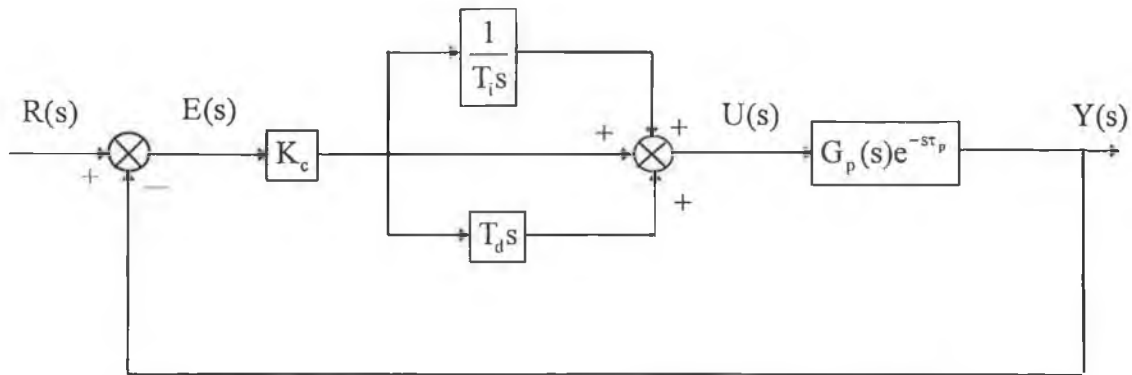 1
T_i s
R(s)
E(s)
U(s)
Y(s)
K_c
+
+
G_p(s)e^{-sτ_p}
+
−
+
T_d s